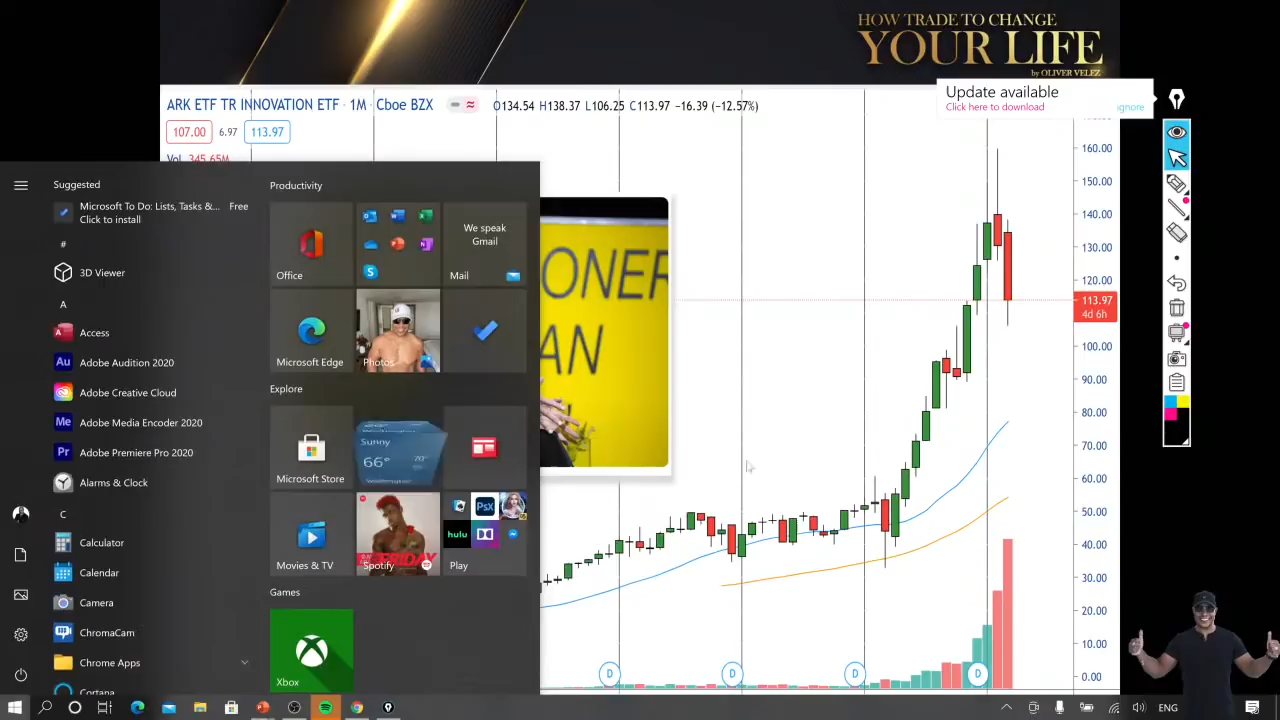 HOW TRADE TO CHANGE
YOUR LIFE
by OLIVER VELEZ
ARK ETF TR INNOVATION ETF · 1M · Cboe BZX
O134.54 H138.37 L106.25 C113.97 −16.39 (−12.57%)
107.00 6.97 113.97
Vol 345.65M
Update available
Click here to download
ignore
Suggested
Microsoft To Do: Lists, Tasks &... Free
Click to install
#
3D Viewer
A
Access
Adobe Audition 2020
Adobe Creative Cloud
Adobe Media Encoder 2020
Adobe Premiere Pro 2020
Alarms & Clock
C
Calculator
Calendar
Camera
ChromaCam
Chrome Apps
Cortana
Productivity
Office
We speak
Gmail
Mail
Microsoft Edge
Photos
Explore
Microsoft Store
Sunny
66°
Movies & TV
Spotify
hulu
Play
Games
Xbox
ONER
AN
160.00
150.00
140.00
130.00
120.00
113.97
4d 6h
100.00
90.00
80.00
70.00
60.00
50.00
40.00
30.00
20.00
10.00
0.00
D D D D
ENG